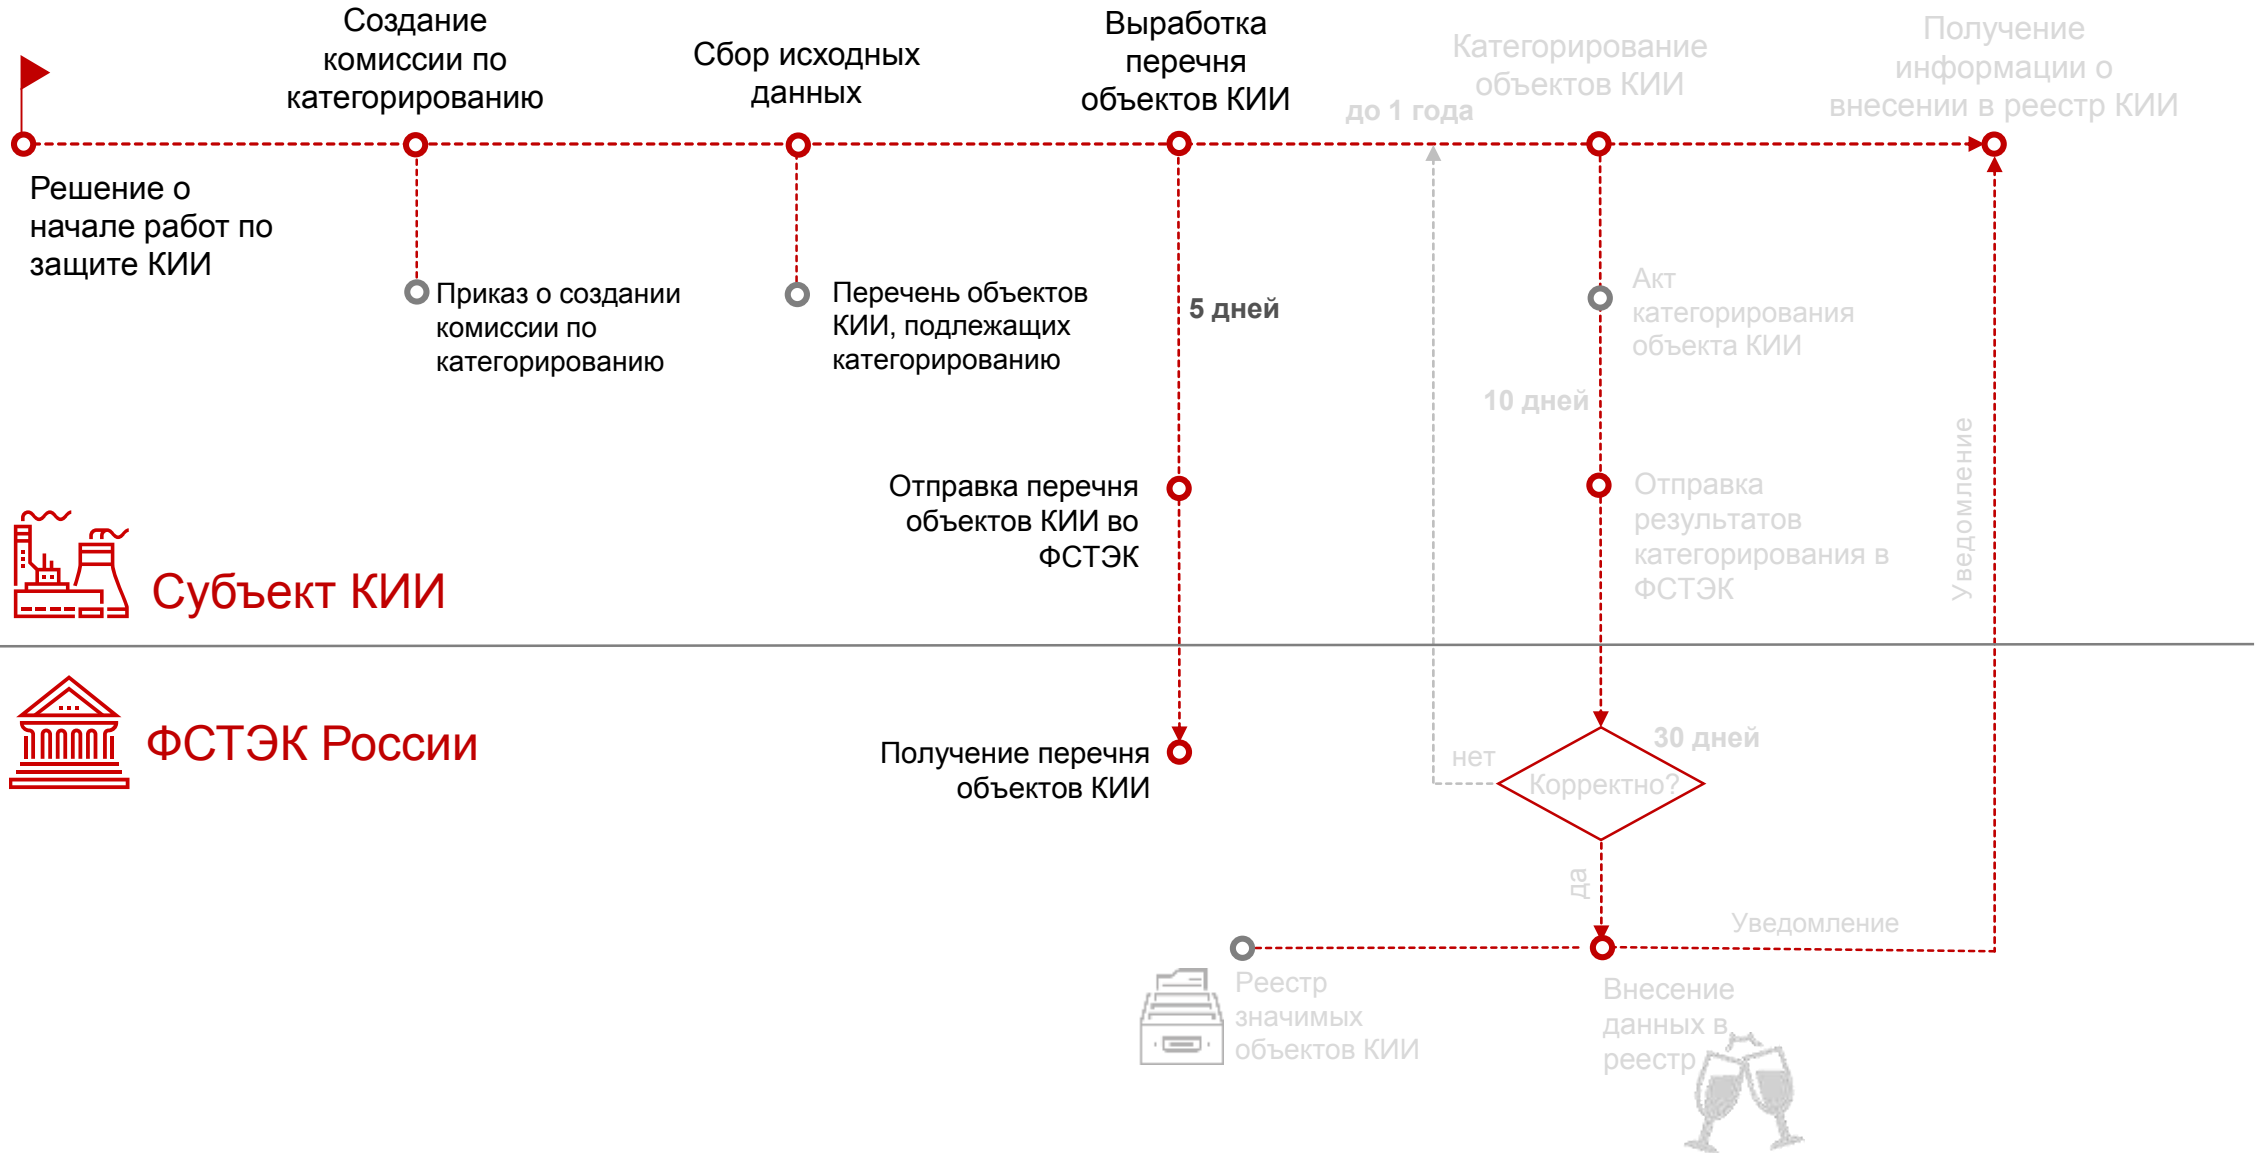 Создание
комиссии по
категорированию
Сбор исходных
данных
Выработка
перечня
объектов КИИ
до 1 года
Категорирование
объектов КИИ
Получение
информации о
внесении в реестр КИИ
Решение о
начале работ по
защите КИИ
Приказ о создании
комиссии по
категорированию
Перечень объектов
КИИ, подлежащих
категорированию
5 дней
Акт
категорирования
объекта КИИ
10 дней
Отправка перечня
объектов КИИ во
ФСТЭК
Отправка
результатов
категорирования в
ФСТЭК
Уведомление
Субъект КИИ
ФСТЭК России
Получение перечня
объектов КИИ
нет
30 дней
Корректно?
да
Уведомление
Реестр
значимых
объектов КИИ
Внесение
данных в
реестр